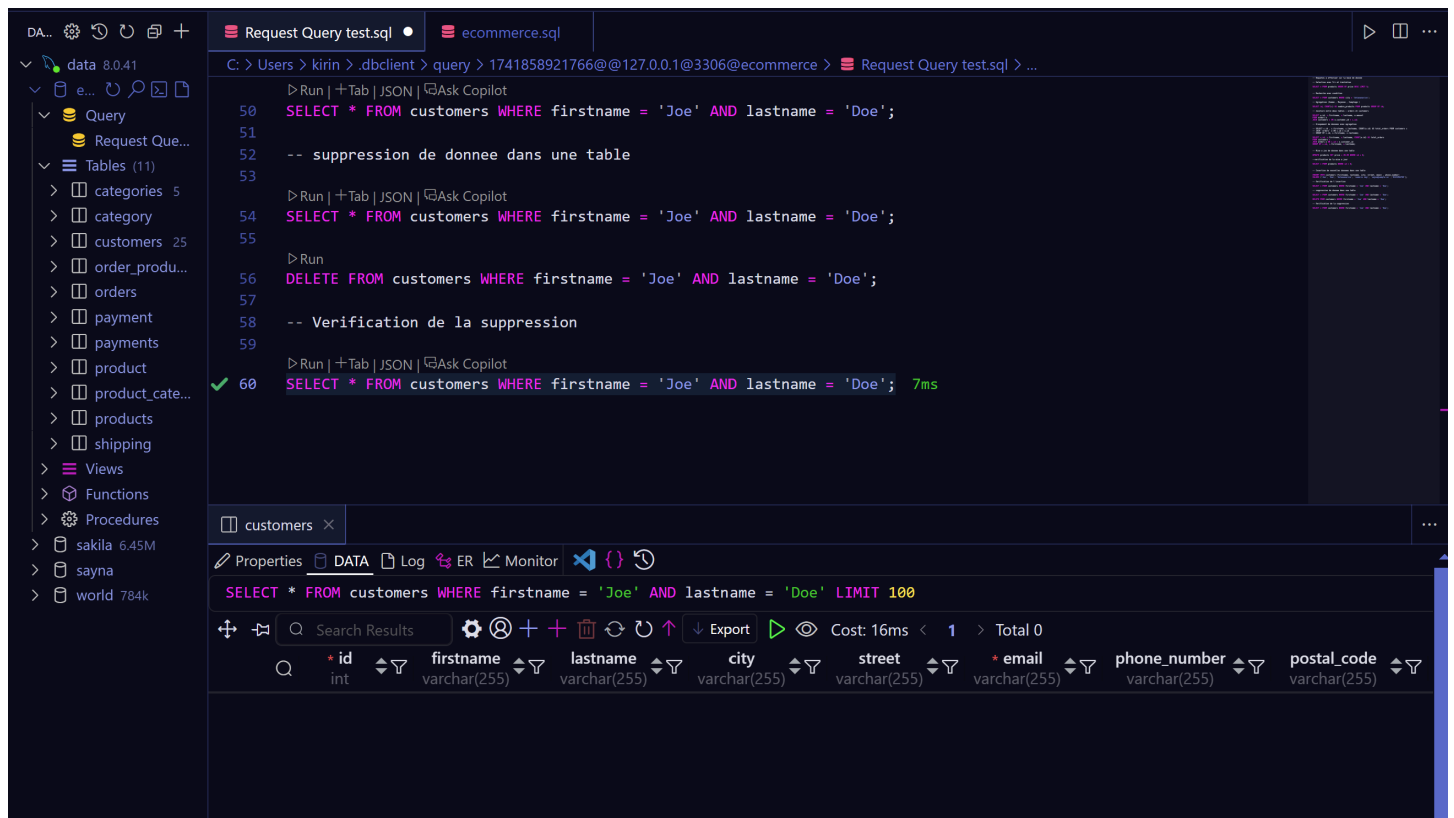 DA...
data 8.0.41
e...
Query
Request Que...
Tables (11)
categories 5
category
customers 25
order_produ...
orders
payment
payments
product
product_cate...
products
shipping
Views
Functions
Procedures
sakila 6.45M
sayna
world 784k
Request Query test.sql
ecommerce.sql
C: > Users > kirin > .dbclient > query > 1741858921766@@127.0.0.1@3306@ecommerce > Request Query test.sql > ...
Run | +Tab | JSON | Ask Copilot
50 SELECT * FROM customers WHERE firstname = 'Joe' AND lastname = 'Doe';
51
52 -- suppression de donnee dans une table
53
Run | +Tab | JSON | Ask Copilot
54 SELECT * FROM customers WHERE firstname = 'Joe' AND lastname = 'Doe';
55
Run
56 DELETE FROM customers WHERE firstname = 'Joe' AND lastname = 'Doe';
57
58 -- Verification de la suppression
59
Run | +Tab | JSON | Ask Copilot
60 SELECT * FROM customers WHERE firstname = 'Joe' AND lastname = 'Doe'; 7ms
customers
Properties DATA Log ER Monitor { }
SELECT * FROM customers WHERE firstname = 'Joe' AND lastname = 'Doe' LIMIT 100
Search Results Export Cost: 16ms < 1 > Total 0
* id firstname lastname city street * email phone_number postal_code
int varchar(255) varchar(255) varchar(255) varchar(255) varchar(255) varchar(255) varchar(255)